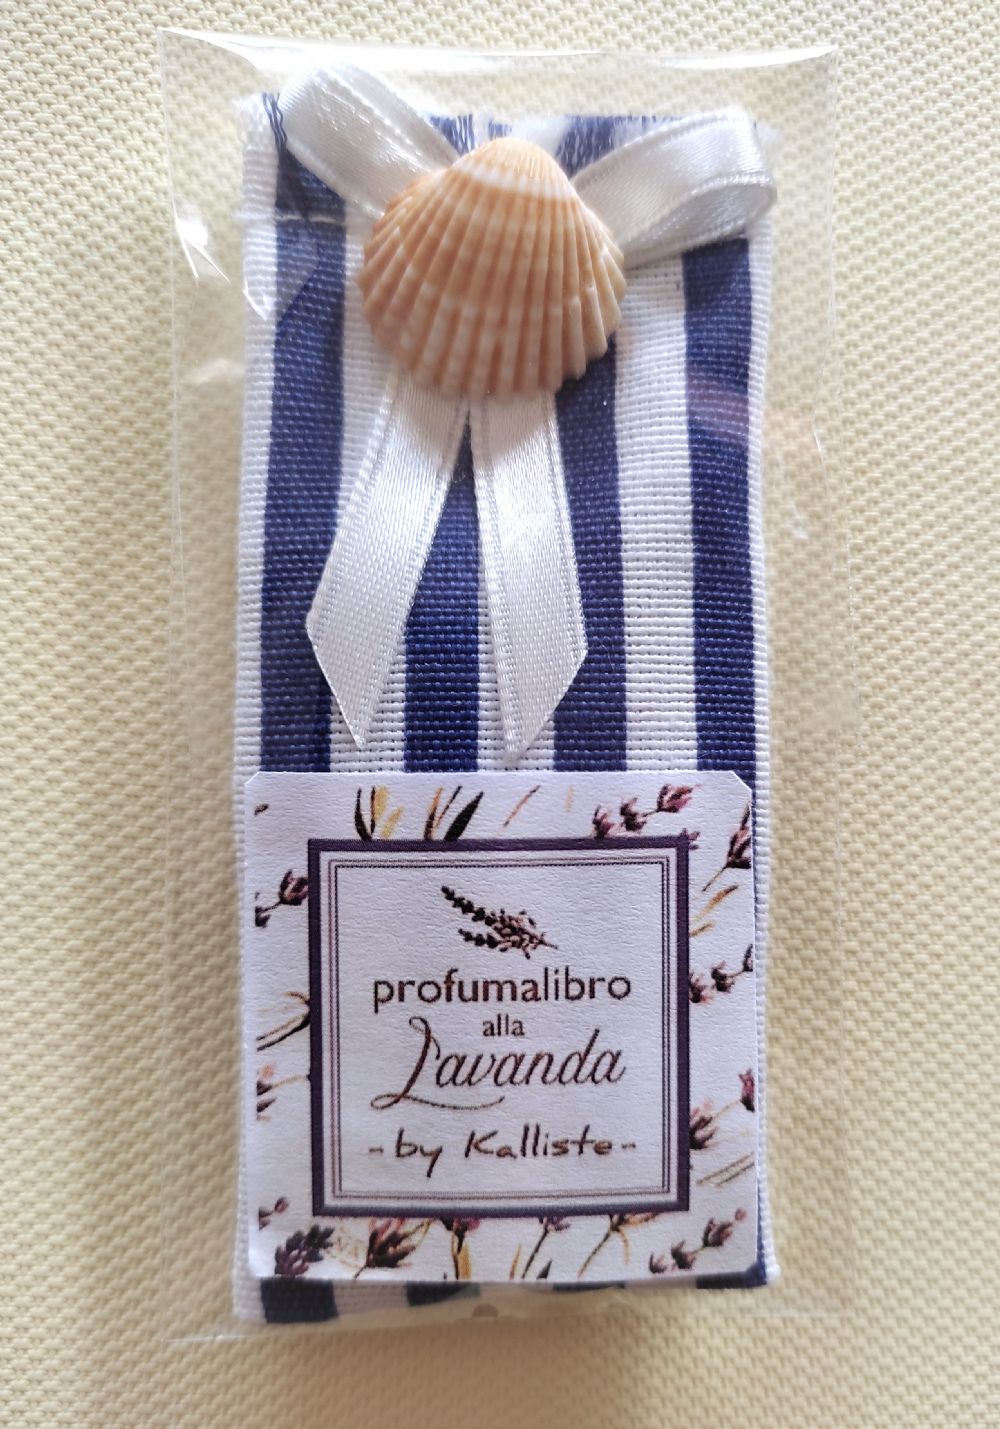 profumalibro
alla
Lavanda
-by Kalliste-